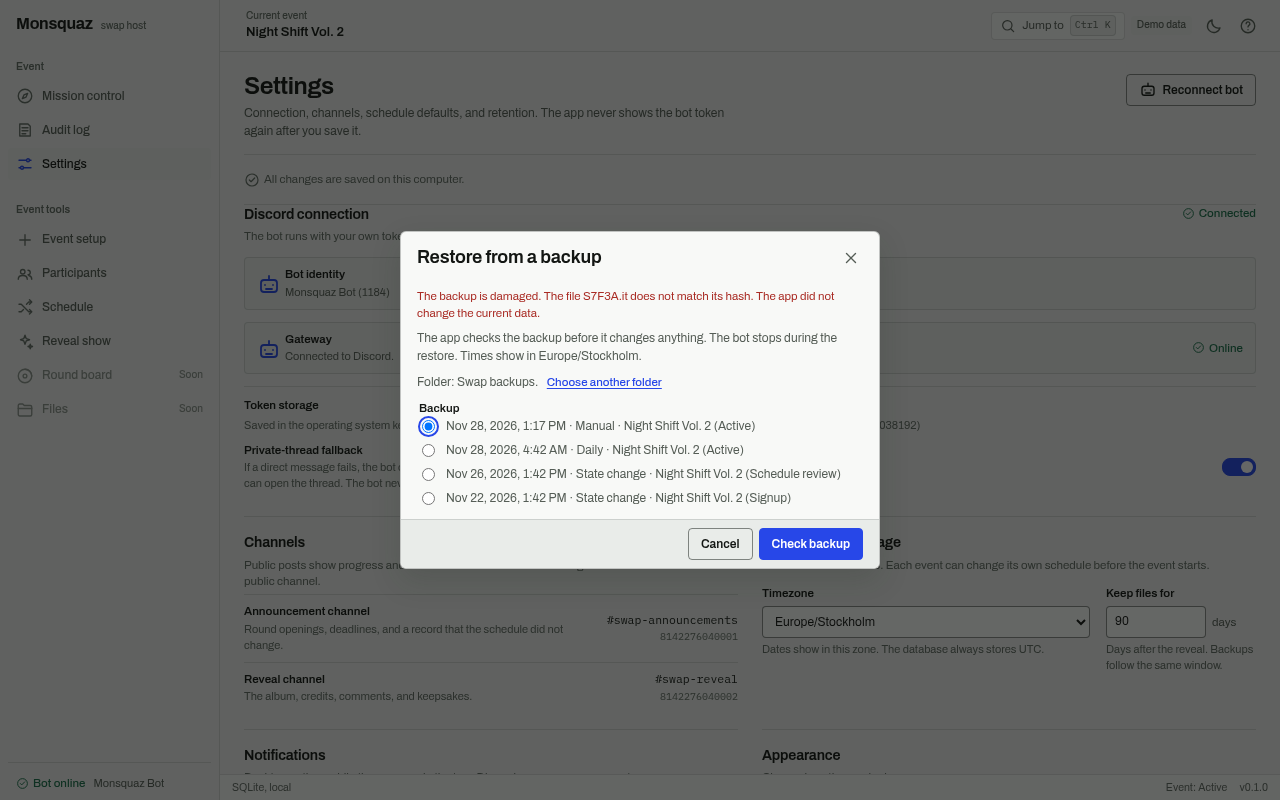 Monsquaz swap host
Current event
Night Shift Vol. 2
Jump to Ctrl K
Demo data
Event
Mission control
Audit log
Settings
Event tools
Event setup
Participants
Schedule
Reveal show
Round board Soon
Files Soon
Bot online Monsquaz Bot
Settings
Connection, channels, schedule defaults, and retention. The app never shows the bot token
again after you save it.
Reconnect bot
All changes are saved on this computer.
Discord connection
Connected
The bot runs with your own
Bot identity
Monsquaz Bot (1184)
Gateway
Connected to Discord.
Online
Token storage
Saved in the operating system
038192)
Private-thread fallback
If a direct message fails, the bot
can open the thread. The bot
Restore from a backup
The backup is damaged. The file S7F3A.it does not match its hash. The app did not
change the current data.
The app checks the backup before it changes anything. The bot stops during the
restore. Times show in Europe/Stockholm.
Folder: Swap backups. Choose another folder
Backup
Nov 28, 2026, 1:17 PM · Manual · Night Shift Vol. 2 (Active)
Nov 28, 2026, 4:42 AM · Daily · Night Shift Vol. 2 (Active)
Nov 26, 2026, 1:42 PM · State change · Night Shift Vol. 2 (Schedule review)
Nov 22, 2026, 1:42 PM · State change · Night Shift Vol. 2 (Signup)
Cancel
Check backup
Channels
Public posts show progress
public channel.
Announcement channel
Round openings, deadlines, and a record that the schedule did not
change.
#swap-announcements
8142276040001
Reveal channel
The album, credits, comments, and keepsakes.
#swap-reveal
8142276040002
Each event can change its own schedule before the event starts.
Timezone
Europe/Stockholm
Dates show in this zone. The database always stores UTC.
Keep files for
90 days
Days after the reveal. Backups
follow the same window.
Notifications
Appearance
SQLite, local
Event: Active v0.1.0